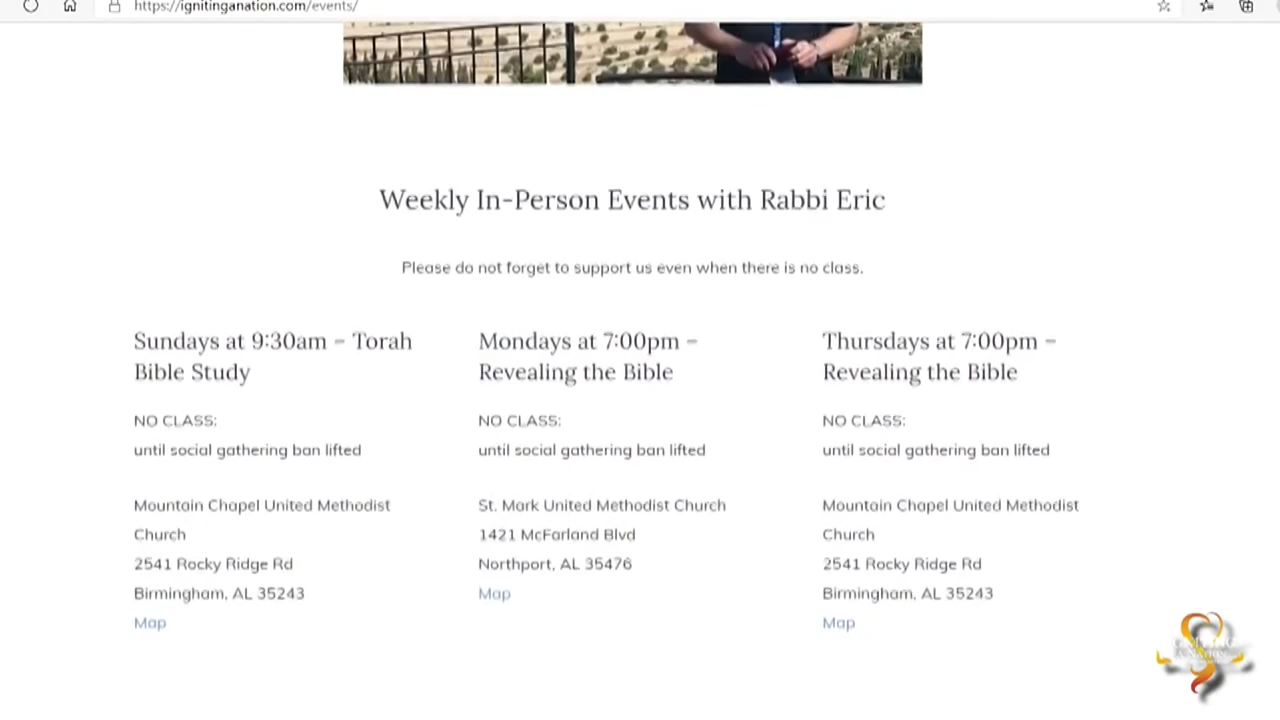 https://ignitinganation.com/events/
Weekly In-Person Events with Rabbi Eric
Please do not forget to support us even when there is no class.
Sundays at 9:30am - Torah
Bible Study
NO CLASS:
until social gathering ban lifted
Mountain Chapel United Methodist
Church
2541 Rocky Ridge Rd
Birmingham, AL 35243
Map
Mondays at 7:00pm -
Revealing the Bible
NO CLASS:
until social gathering ban lifted
St. Mark United Methodist Church
1421 McFarland Blvd
Northport, AL 35476
Map
Thursdays at 7:00pm -
Revealing the Bible
NO CLASS:
until social gathering ban lifted
Mountain Chapel United Methodist
Church
2541 Rocky Ridge Rd
Birmingham, AL 35243
Map